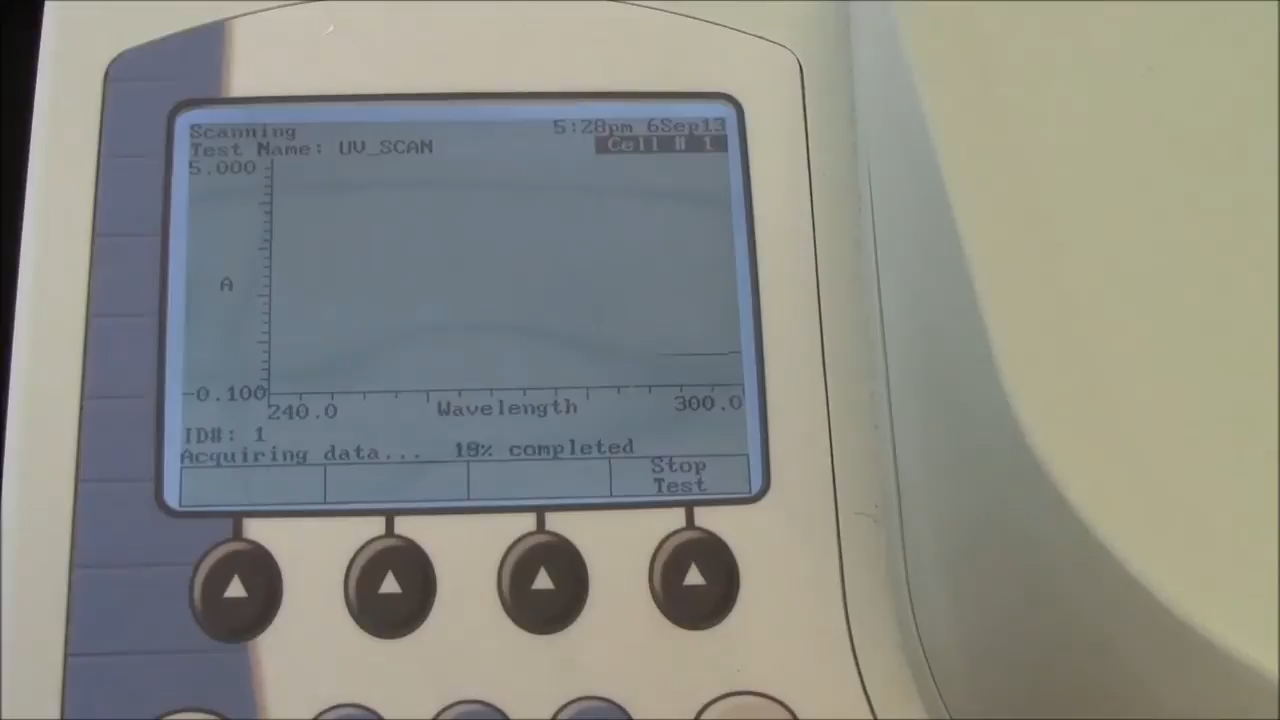 Scanning 5:28pm 6Sep13
Test Name: UV_SCAN Cell # 1
5.000
A
-0.100
240.0 Wavelength 300.0
ID#: 1
Acquiring data... % completed
Stop
Test